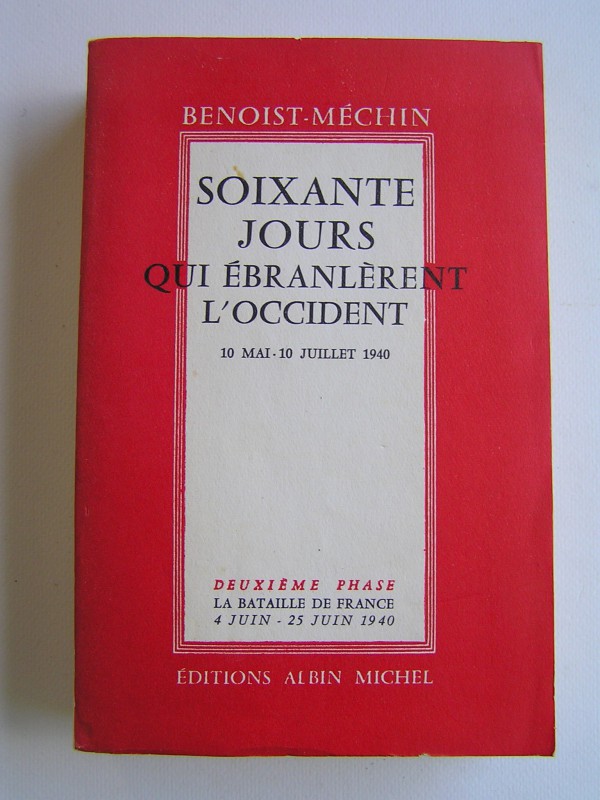 BENOIST-MÉCHIN
SOIXANTE
JOURS
QUI ÉBRANLÈRENT
L'OCCIDENT
10 MAI - 10 JUILLET 1940
DEUXIÈME PHASE
LA BATAILLE DE FRANCE
4 JUIN - 25 JUIN 1940
ÉDITIONS ALBIN MICHEL